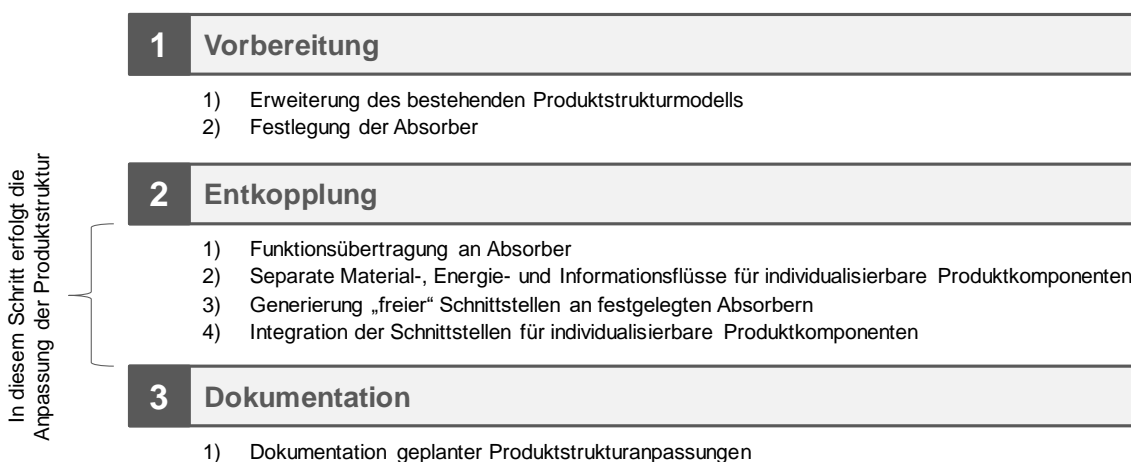 1 Vorbereitung
1) Erweiterung des bestehenden Produktstrukturmodells
2) Festlegung der Absorber
In diesem Schritt erfolgt die
Anpassung der Produktstruktur
2 Entkopplung
1) Funktionsübertragung an Absorber
2) Separate Material-, Energie- und Informationsflüsse für individualisierbare Produktkomponenten
3) Generierung „freier“ Schnittstellen an festgelegten Absorbern
4) Integration der Schnittstellen für individualisierbare Produktkomponenten
3 Dokumentation
1) Dokumentation geplanter Produktstrukturanpassungen